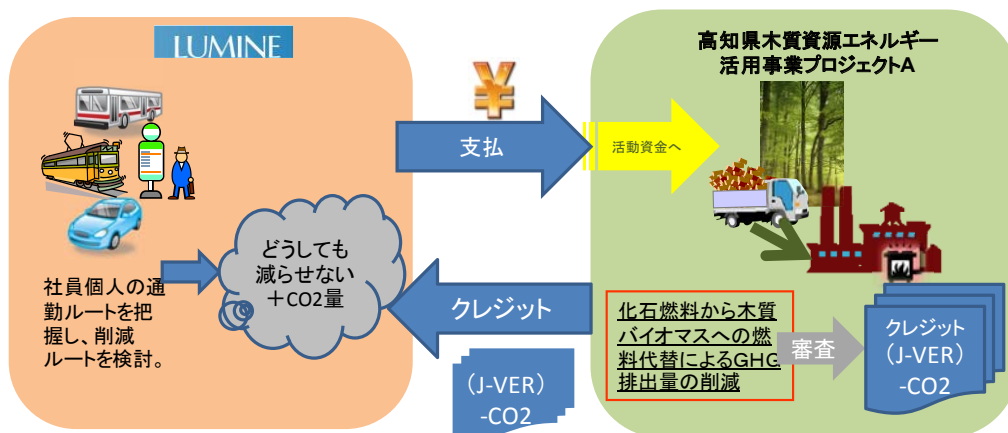 LUMINE
社員個人の通
勤ルートを把
握し、削減
ルートを検討。
どうしても
減らせない
＋CO2量
支払
活動資金へ
クレジット
（J-VER）
-CO2
高知県木質資源エネルギー
活用事業プロジェクトA
化石燃料から木質
バイオマスへの燃
料代替によるGHG
排出量の削減
審査
クレジット
（J-VER）
-CO2